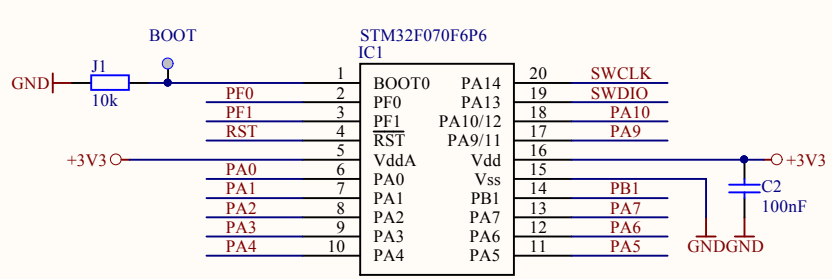 BOOT
STM32F070F6P6
IC1
J1
GND
10k
1 BOOT0 PA14 20 SWCLK
PF0 2 PF0 PA13 19 SWDIO
PF1 3 PF1 PA10/12 18 PA10
RST 4 RST PA9/11 17 PA9
+3V3 5 VddA Vdd 16 +3V3
PA0 6 PA0 Vss 15
PA1 7 PA1 PB1 14 PB1
PA2 8 PA2 PA7 13 PA7
PA3 9 PA3 PA6 12 PA6
PA4 10 PA4 PA5 11 PA5
C2
100nF
GND GND